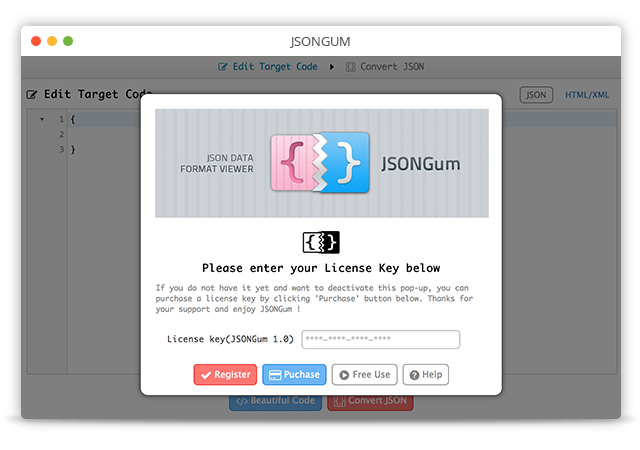 JSONGUM
Edit Target Code Convert JSON
Edit Target Code JSON HTML/XML
1 {
2
3 }
JSON DATA
FORMAT VIEWER
{ } JSONGum
{ }
Please enter your License Key below
If you do not have it yet and want to deactivate this pop-up, you can
purchase a license key by clicking 'Purchase' button below. Thanks for
your support and enjoy JSONGum !
License key(JSONGum 1.0) ****-****-****-****
Register Puchase Free Use Help
</> Beautiful Code Convert JSON